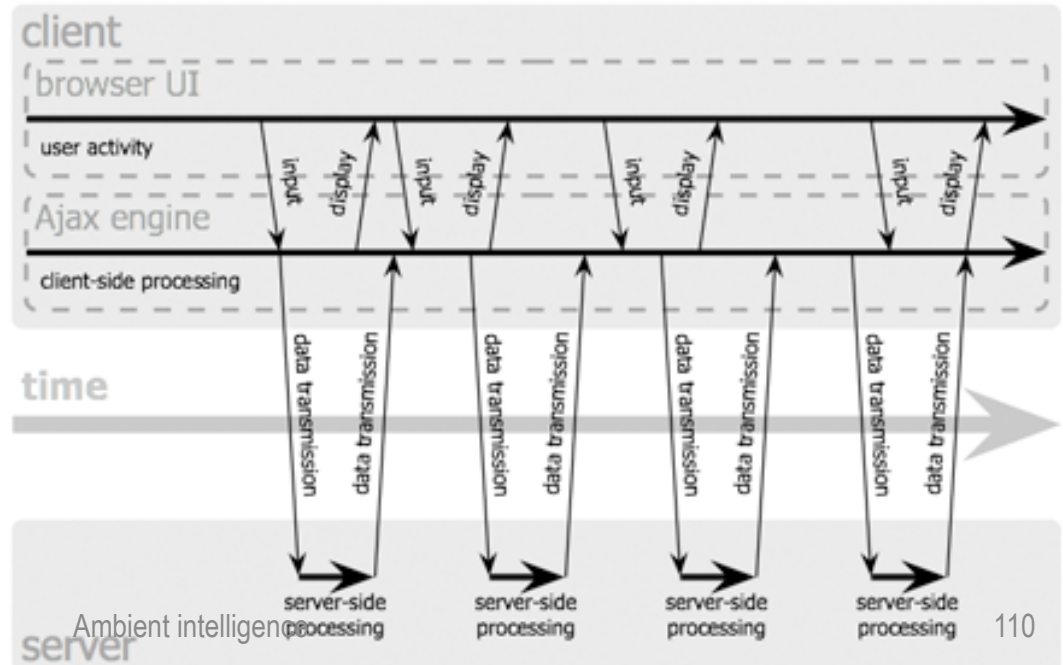 client
browser UI
user activity
input
display
input
display
input
display
input
display
Ajax engine
client-side processing
data transmission
data transmission
data transmission
data transmission
data transmission
data transmission
data transmission
data transmission
time
server-side
processing
server-side
processing
server-side
processing
server-side
processing
Ambient intelligence
110
server